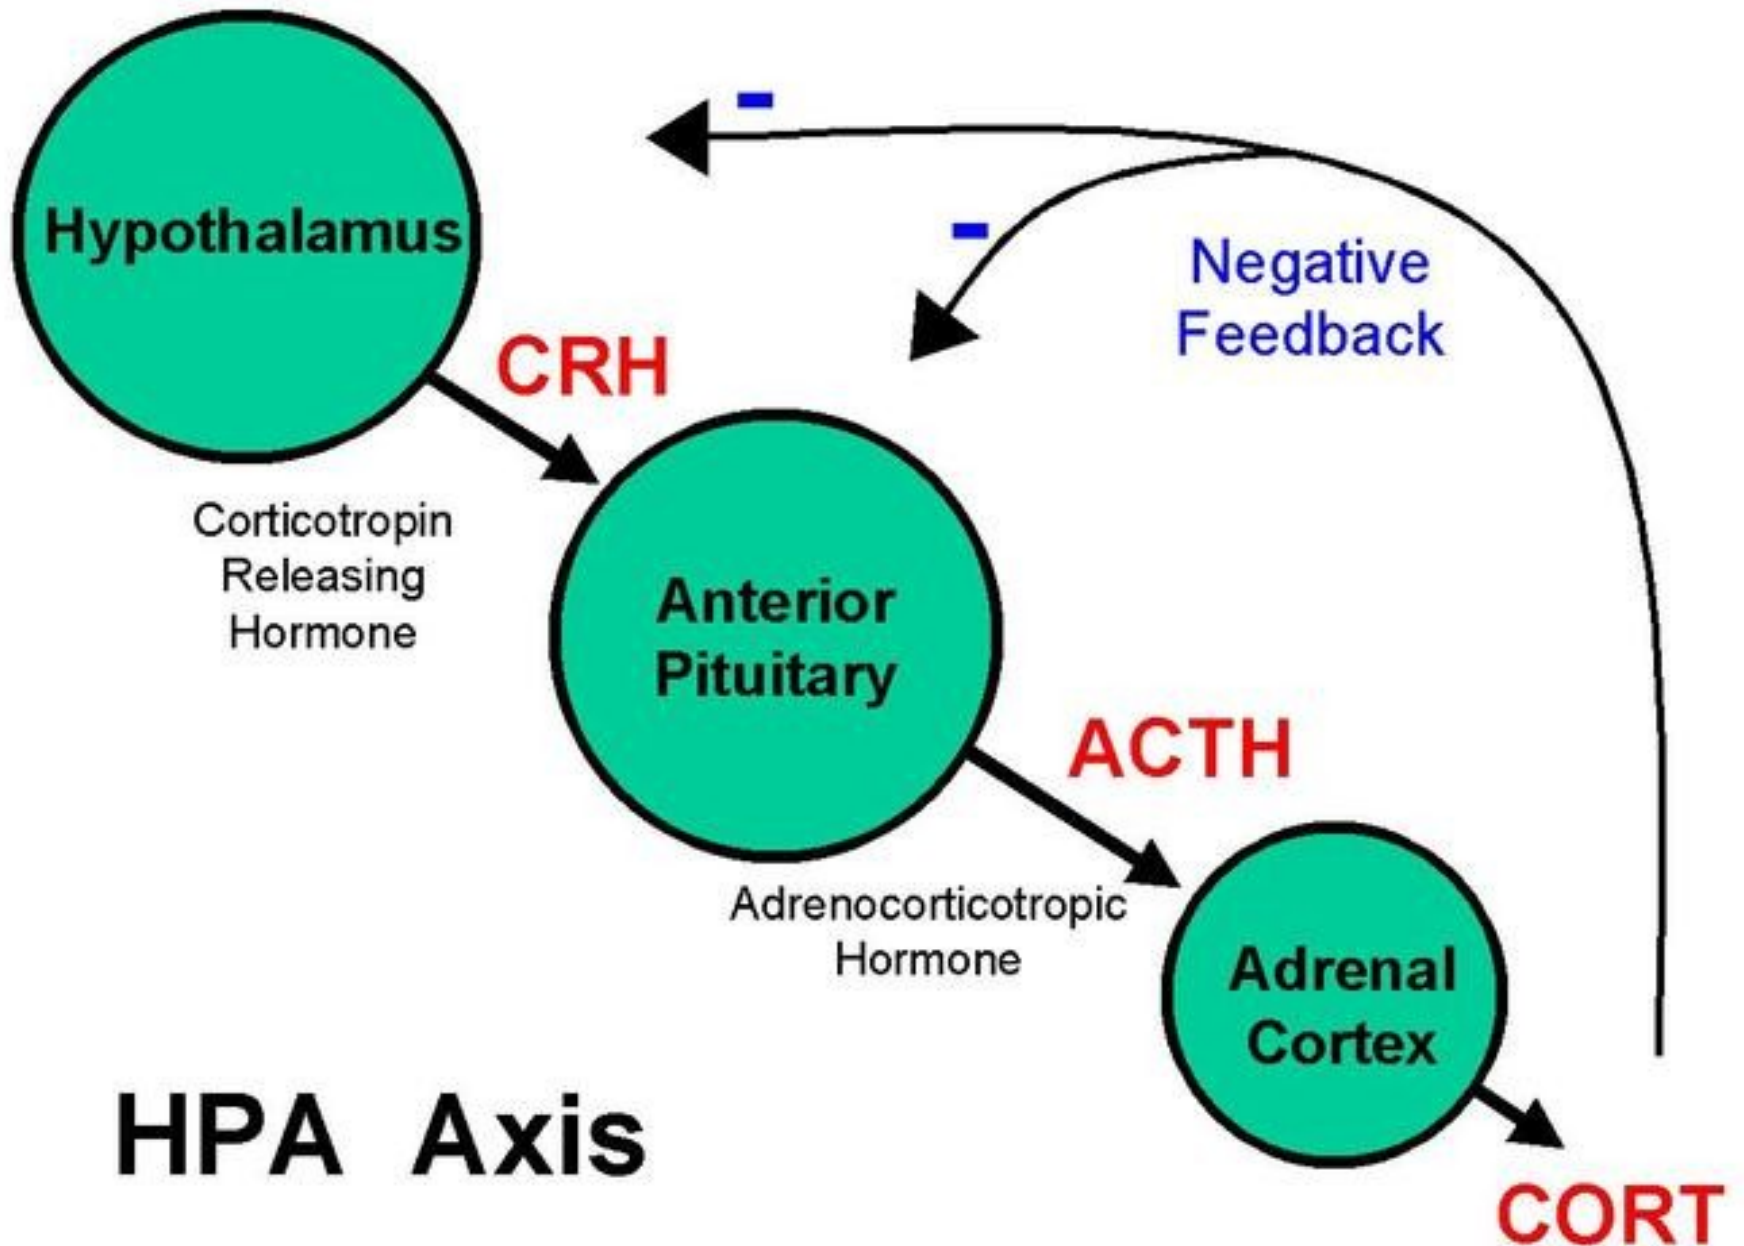 Hypothalamus
-
-
Negative
Feedback
CRH
Corticotropin
Releasing
Hormone
Anterior
Pituitary
ACTH
Adrenocorticotropic
Hormone
Adrenal
Cortex
HPA Axis
CORT